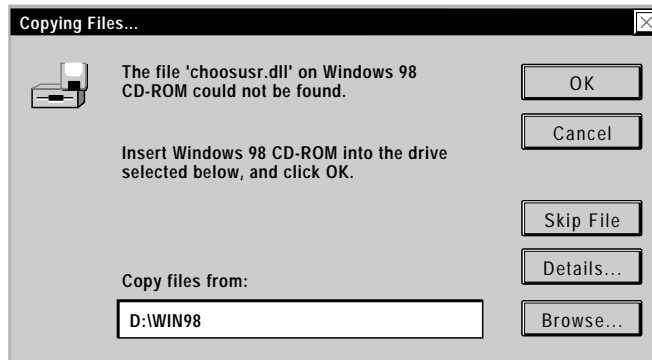 Copying Files...
The file 'choosusr.dll' on Windows 98
CD-ROM could not be found.
Insert Windows 98 CD-ROM into the drive
selected below, and click OK.
Copy files from:
D:\WIN98
OK
Cancel
Skip File
Details...
Browse...